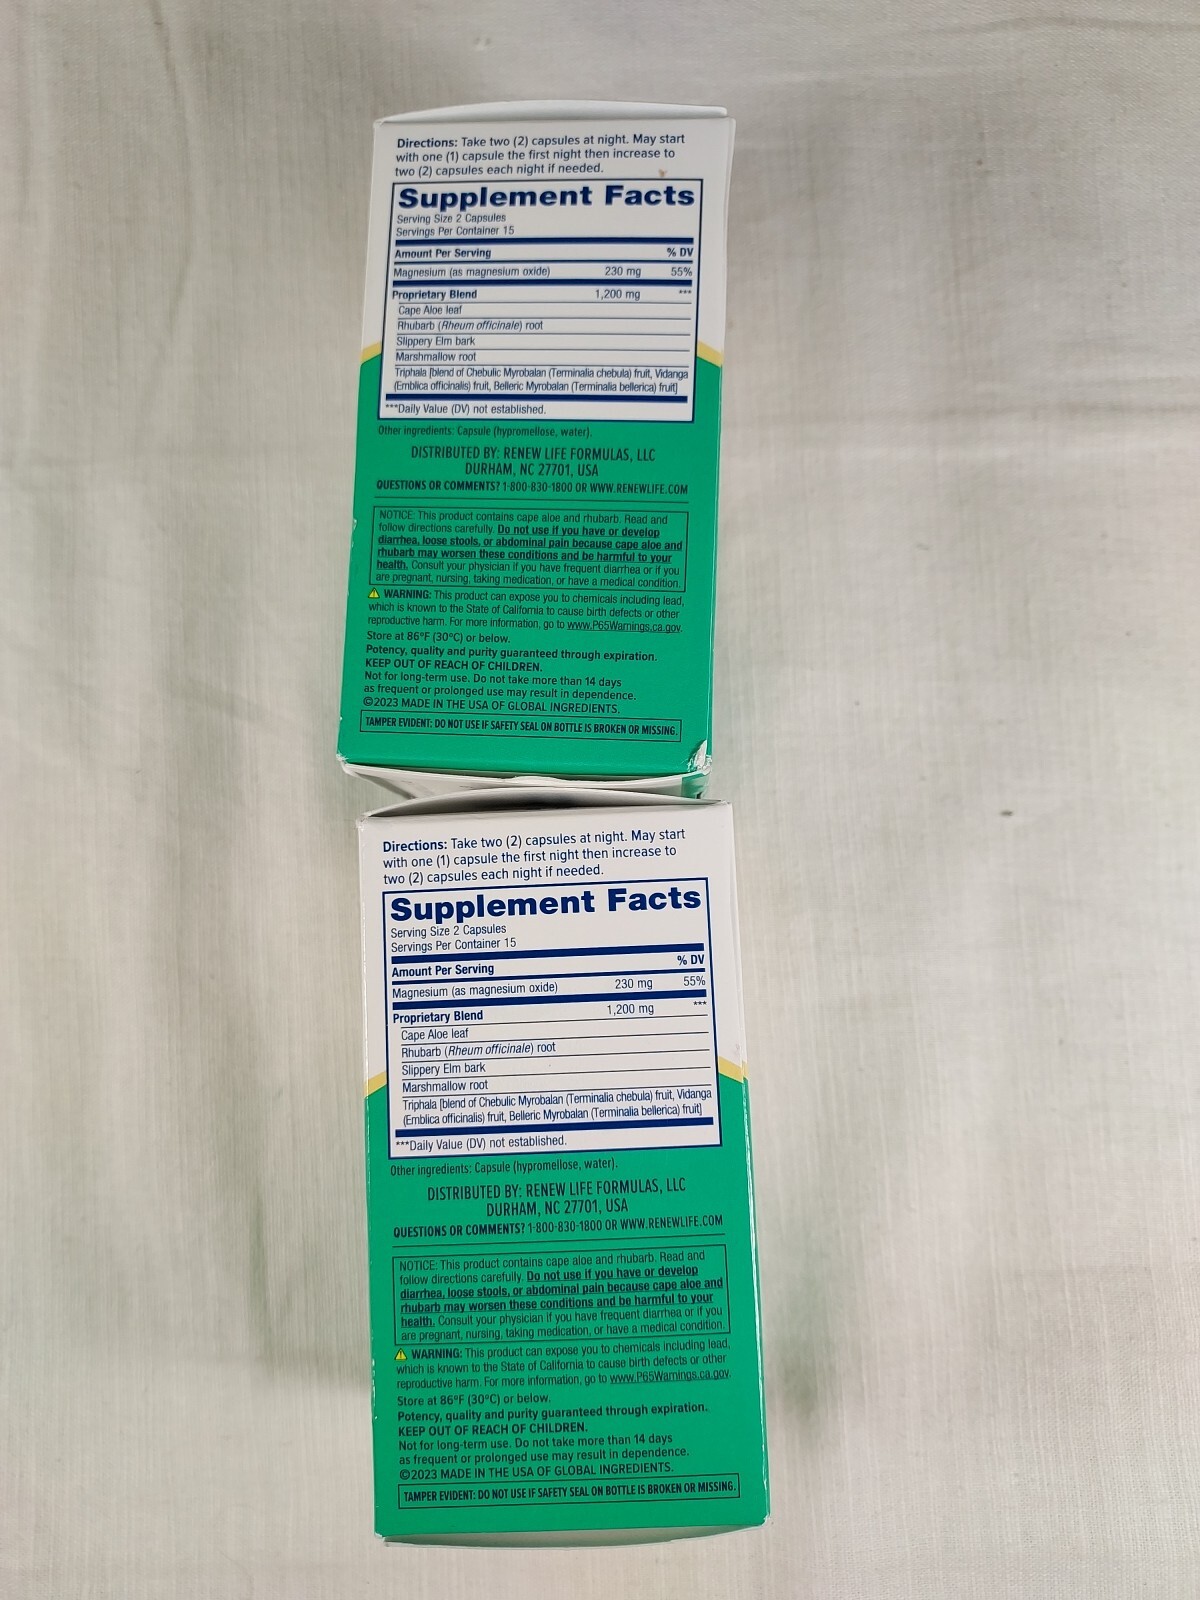 Directions: Take two (2) capsules at night. May start
with one (1) capsule the first night then increase to
two (2) capsules each night if needed.
Supplement Facts
Serving Size 2 Capsules
Servings Per Container 15
Amount Per Serving % DV
Magnesium (as magnesium oxide) 230 mg 55%
Proprietary Blend 1,200 mg ***
Cape Aloe leaf
Rhubarb (Rheum officinale) root
Slippery Elm bark
Marshmallow root
Triphala [blend of Chebulic Myrobalan (Terminalia chebula) fruit, Vidanga
(Emblica officinalis) fruit, Belleric Myrobalan (Terminalia bellerica) fruit]
***Daily Value (DV) not established.
Other ingredients: Capsule (hypromellose, water).
DISTRIBUTED BY: RENEW LIFE FORMULAS, LLC
DURHAM, NC 27701, USA
QUESTIONS OR COMMENTS? 1-800-830-1800 OR WWW.RENEWLIFE.COM
NOTICE: This product contains cape aloe and rhubarb. Read and
follow directions carefully. Do not use if you have or develop
diarrhea, loose stools, or abdominal pain because cape aloe and
rhubarb may worsen these conditions and be harmful to your
health. Consult your physician if you have frequent diarrhea or if you
are pregnant, nursing, taking medication, or have a medical condition.
WARNING: This product can expose you to chemicals including lead,
which is known to the State of California to cause birth defects or other
reproductive harm. For more information, go to www.P65Warnings.ca.gov.
Store at 86°F (30°C) or below.
Potency, quality and purity guaranteed through expiration.
KEEP OUT OF REACH OF CHILDREN.
Not for long-term use. Do not take more than 14 days
as frequent or prolonged use may result in dependence.
©2023 MADE IN THE USA OF GLOBAL INGREDIENTS.
TAMPER EVIDENT: DO NOT USE IF SAFETY SEAL ON BOTTLE IS BROKEN OR MISSING.
Directions: Take two (2) capsules at night. May start
with one (1) capsule the first night then increase to
two (2) capsules each night if needed.
Supplement Facts
Serving Size 2 Capsules
Servings Per Container 15
Amount Per Serving % DV
Magnesium (as magnesium oxide) 230 mg 55%
Proprietary Blend 1,200 mg ***
Cape Aloe leaf
Rhubarb (Rheum officinale) root
Slippery Elm bark
Marshmallow root
Triphala [blend of Chebulic Myrobalan (Terminalia chebula) fruit, Vidanga
(Emblica officinalis) fruit, Belleric Myrobalan (Terminalia bellerica) fruit]
***Daily Value (DV) not established.
Other ingredients: Capsule (hypromellose, water).
DISTRIBUTED BY: RENEW LIFE FORMULAS, LLC
DURHAM, NC 27701, USA
QUESTIONS OR COMMENTS? 1-800-830-1800 OR WWW.RENEWLIFE.COM
NOTICE: This product contains cape aloe and rhubarb. Read and
follow directions carefully. Do not use if you have or develop
diarrhea, loose stools, or abdominal pain because cape aloe and
rhubarb may worsen these conditions and be harmful to your
health. Consult your physician if you have frequent diarrhea or if you
are pregnant, nursing, taking medication, or have a medical condition.
WARNING: This product can expose you to chemicals including lead,
which is known to the State of California to cause birth defects or other
reproductive harm. For more information, go to www.P65Warnings.ca.gov.
Store at 86°F (30°C) or below.
Potency, quality and purity guaranteed through expiration.
KEEP OUT OF REACH OF CHILDREN.
Not for long-term use. Do not take more than 14 days
as frequent or prolonged use may result in dependence.
©2023 MADE IN THE USA OF GLOBAL INGREDIENTS.
TAMPER EVIDENT: DO NOT USE IF SAFETY SEAL ON BOTTLE IS BROKEN OR MISSING.